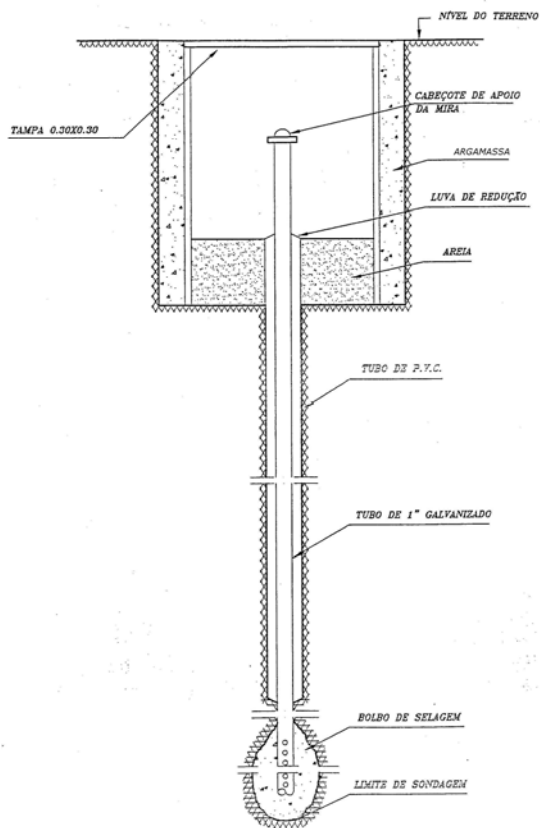 NÍVEL DO TERRENO
CABEÇOTE DE APOIO
DA MIRA
TAMPA 0.30X0.30
ARGAMASSA
LUVA DE REDUÇÃO
AREIA
TUBO DE P.V.C.
TUBO DE 1" GALVANIZADO
BOLBO DE SELAGEM
LIMITE DE SONDAGEM